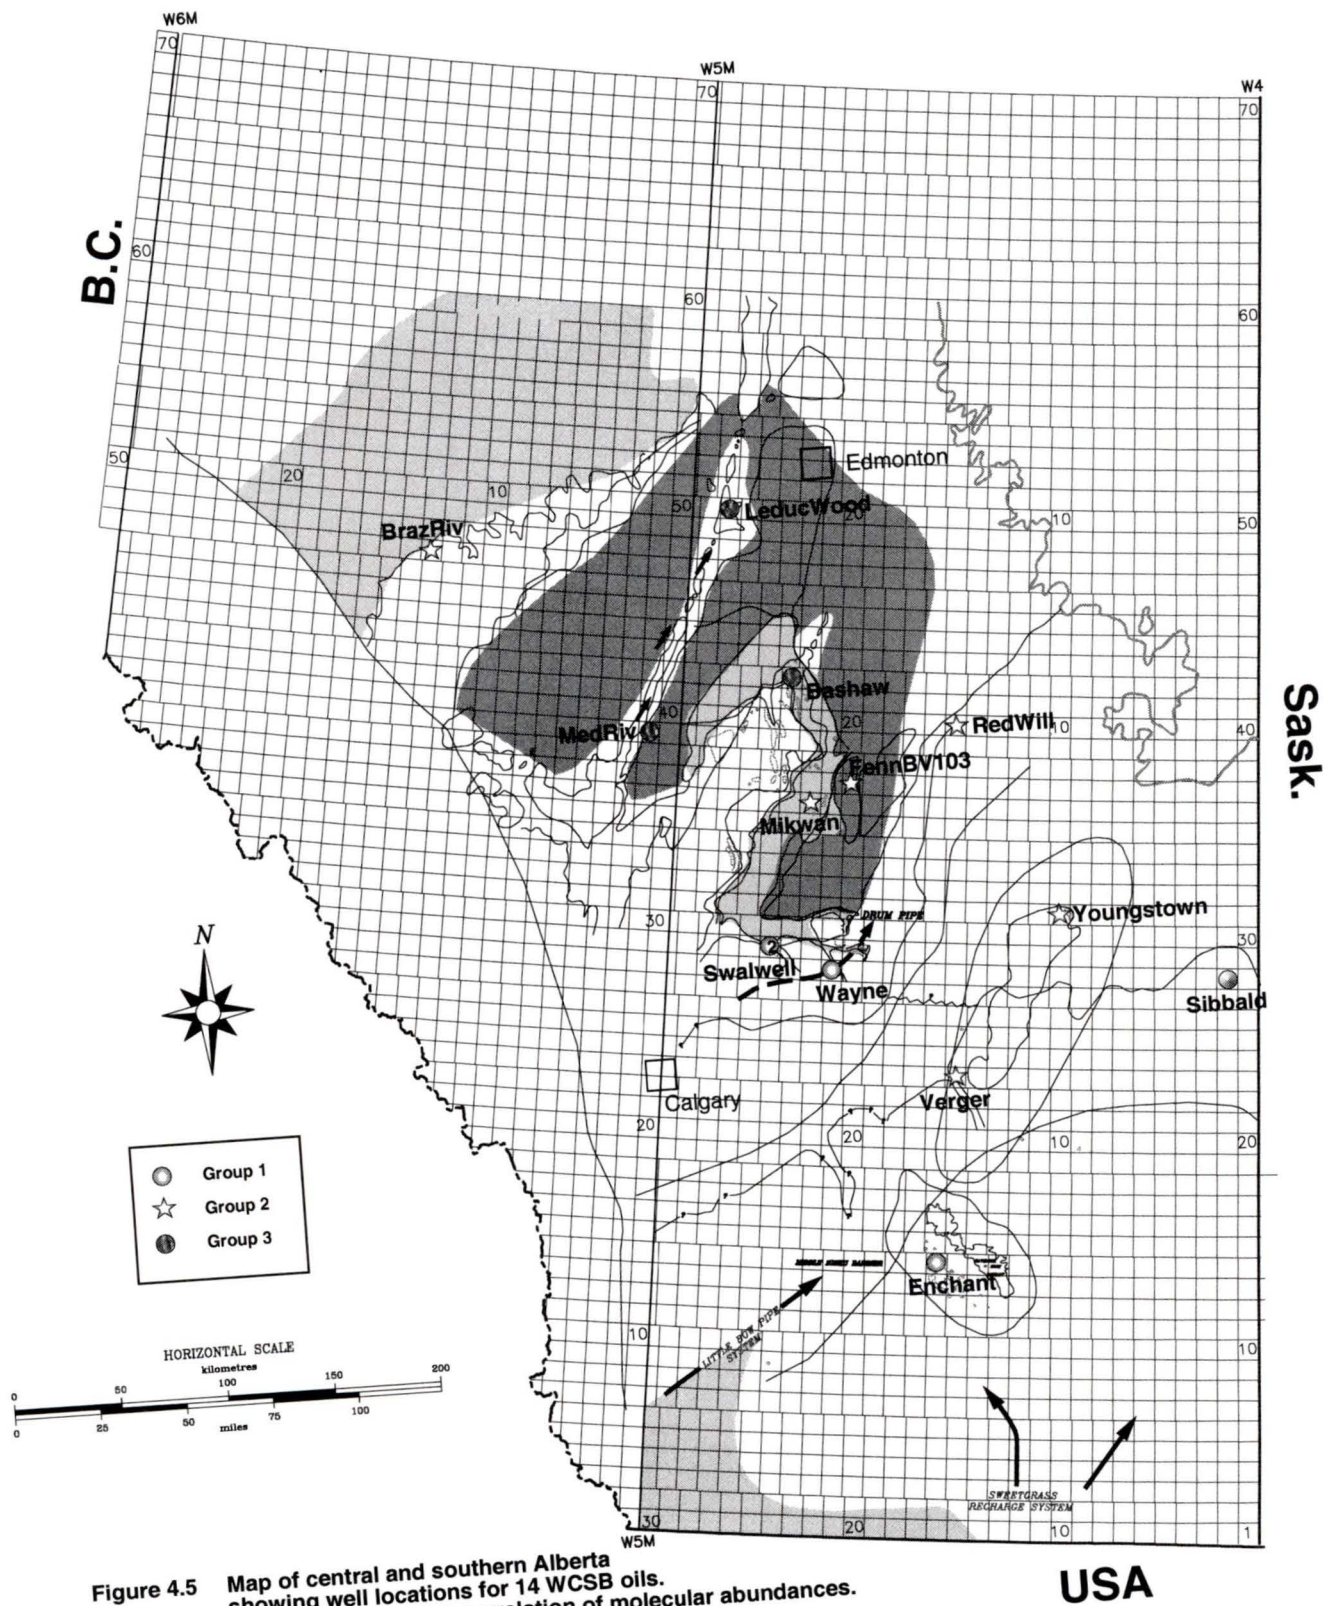 W6M
W5M
W4
70
70
70
B.C.
60
60
60
50
20
10
50
Edmonton
LeducWood
20
10
50
BrazRiv
Bashaw
MedRiv
40
20
RedWill
10
40
FennBV103
Mikwan
Sask.
30
DRUM PIPE
Youngstown
30
Swalwell
2
Wayne
Sibbald
N
Calgary
Verger
20
20
10
20
Group 1
Group 2
Group 3
Enchant
LITTLE BOW PIPE
SYSTEM
10
10
HORIZONTAL SCALE
kilometres
0 50 100 150 200
0 25 50 75 100
miles
SWEETGRASS
RECHARGE SYSTEM
30
20
10
1
W5M
USA
Figure 4.5 Map of central and southern Alberta
showing well locations for 14 WCSB oils.
of molecular abundances.